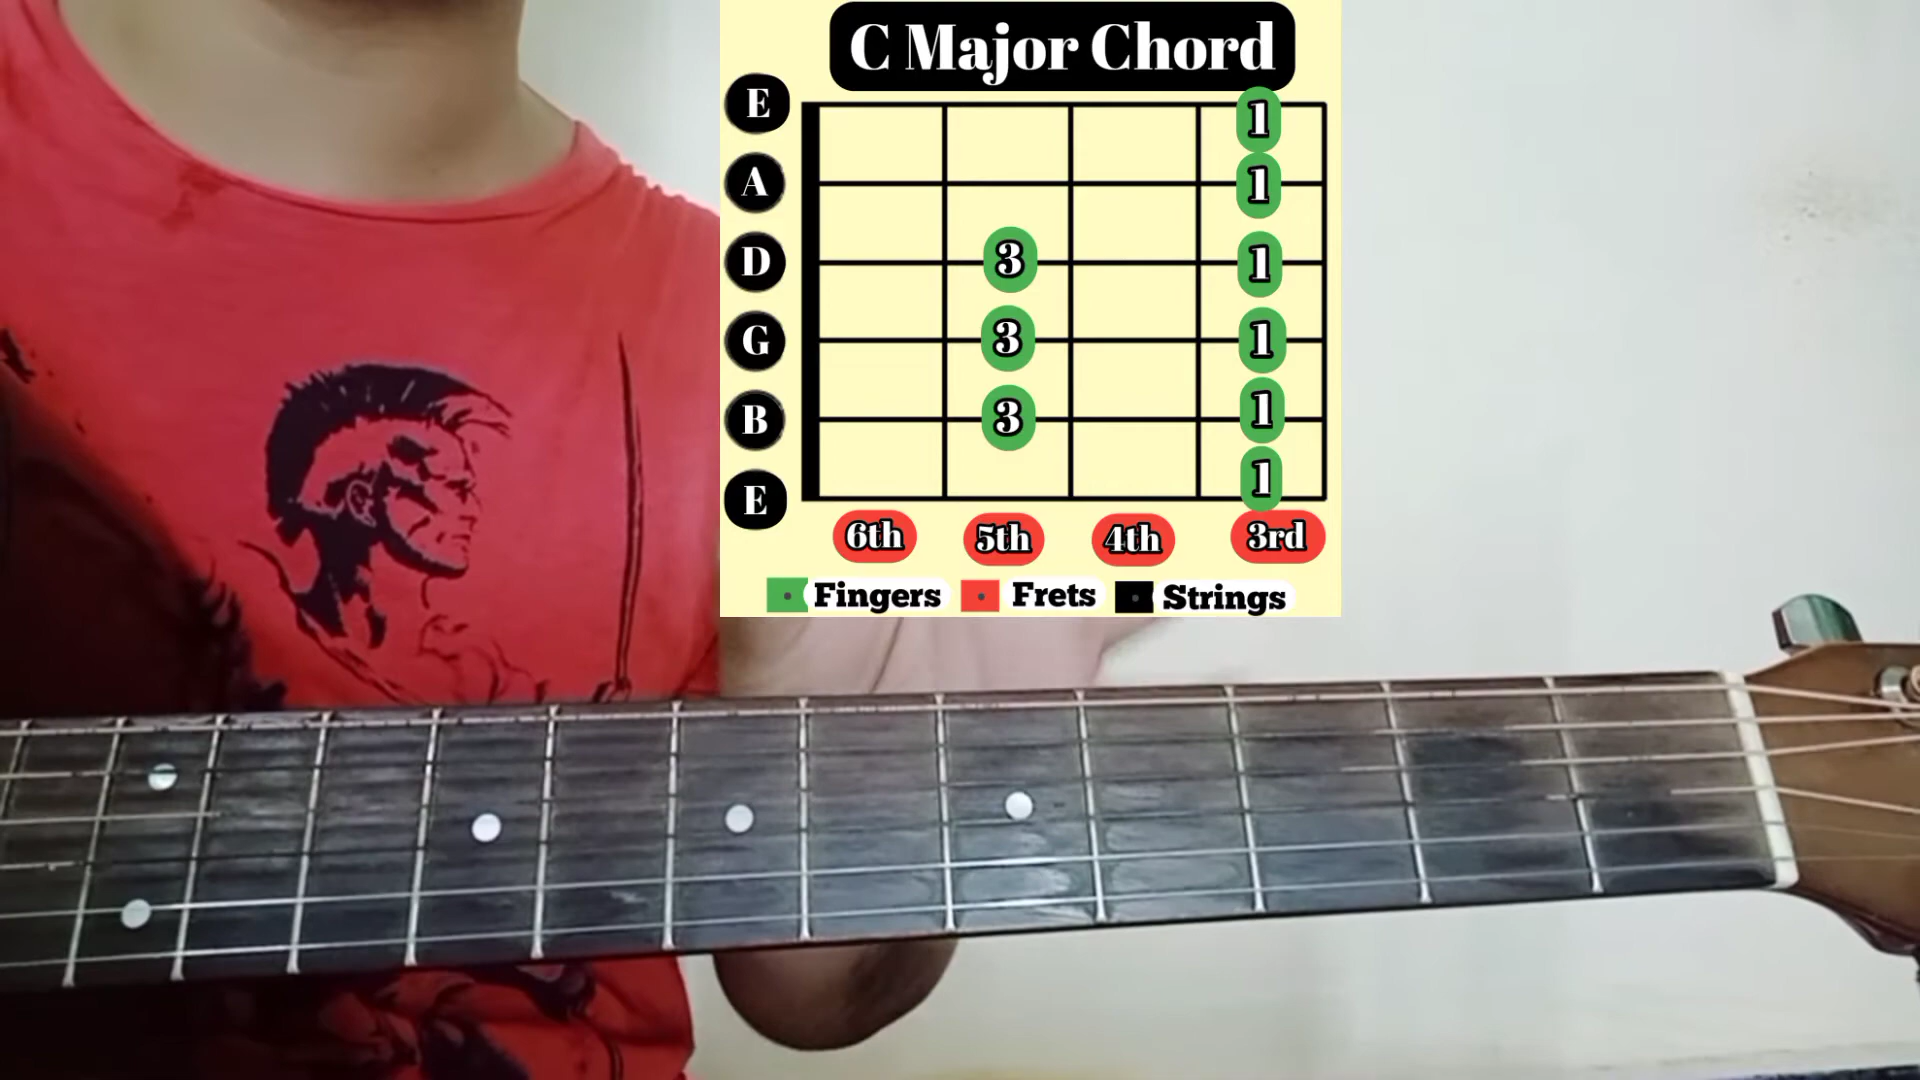 C Major Chord
E 1
A 1
D 3 1
G 3 1
B 3 1
E 1
6th 5th 4th 3rd
Fingers Frets Strings